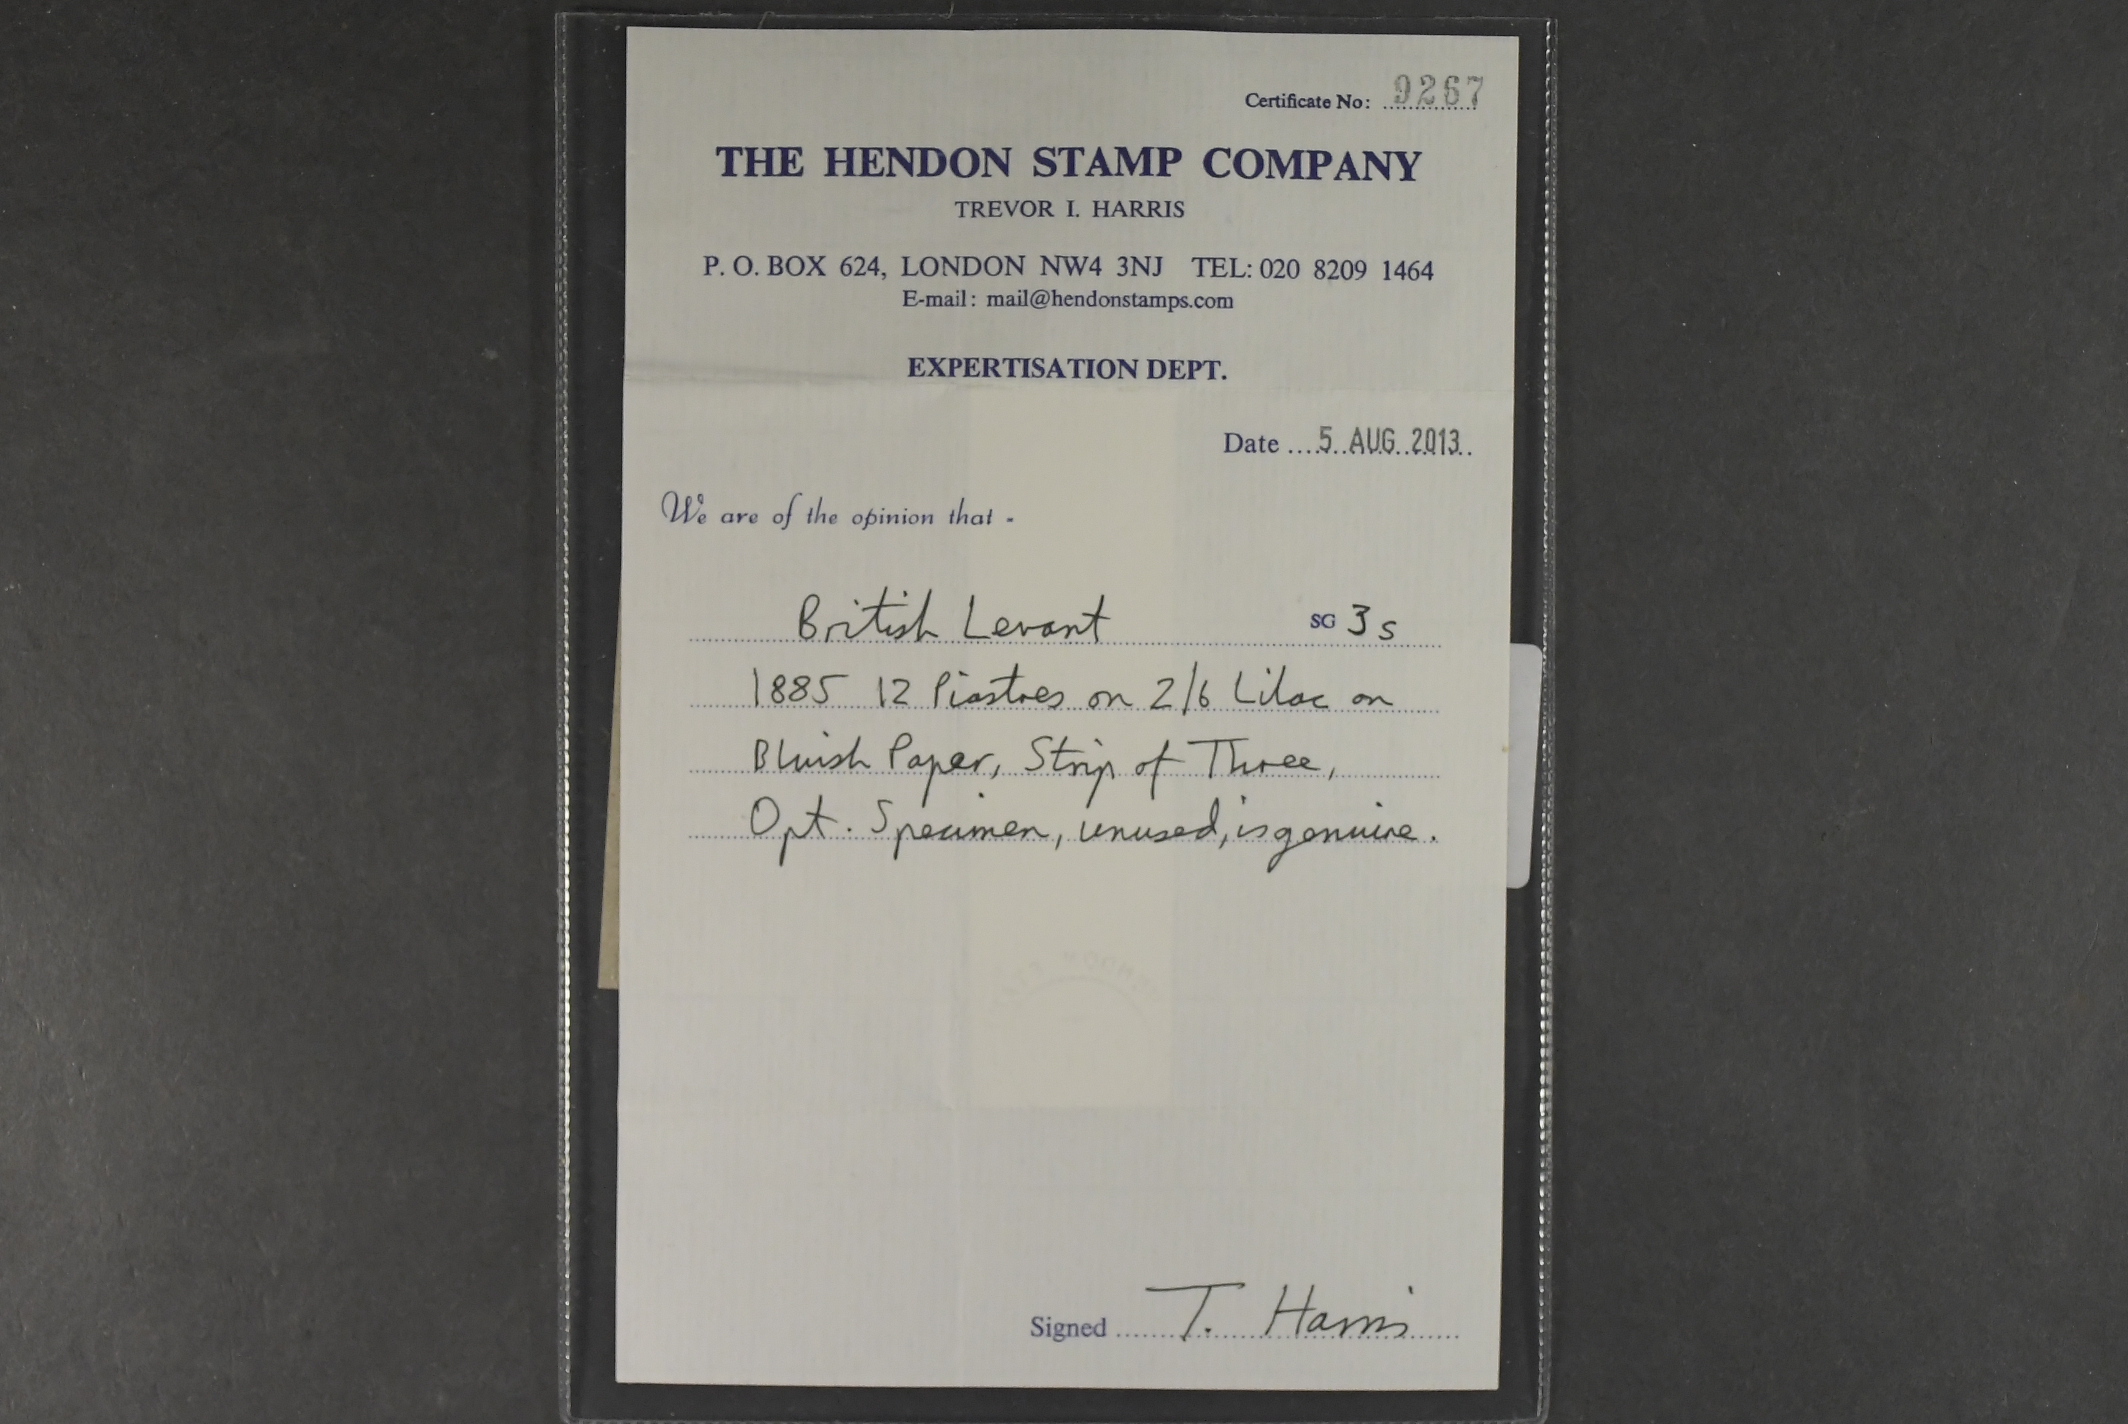 Certificate No: 9267
THE HENDON STAMP COMPANY
TREVOR I. HARRIS
P. O. BOX 624, LONDON NW4 3NJ TEL: 020 8209 1464
E-mail: mail@hendonstamps.com
EXPERTISATION DEPT.
Date 5 AUG 2013
We are of the opinion that -
British Levant SG 3s
1885 12 Piastres on 2/6 Lilac on
Bluish Paper, Strip of Three,
Opt. Specimen, unused, is genuine.
Signed T. Harris